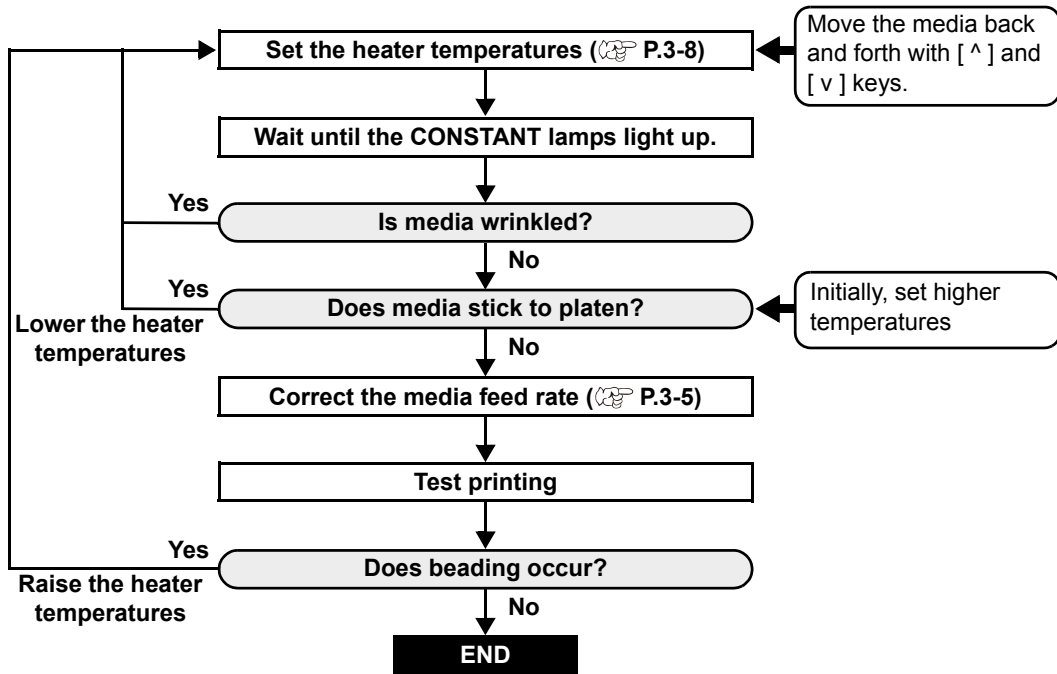 Set the heater temperatures (☞ P.3-8)
Move the media back
and forth with [ ^ ] and
[ v ] keys.
Wait until the CONSTANT lamps light up.
Yes
Is media wrinkled?
No
Yes
Does media stick to platen?
Initially, set higher
temperatures
Lower the heater
temperatures
No
Correct the media feed rate (☞ P.3-5)
Test printing
Yes
Does beading occur?
Raise the heater
temperatures
No
END